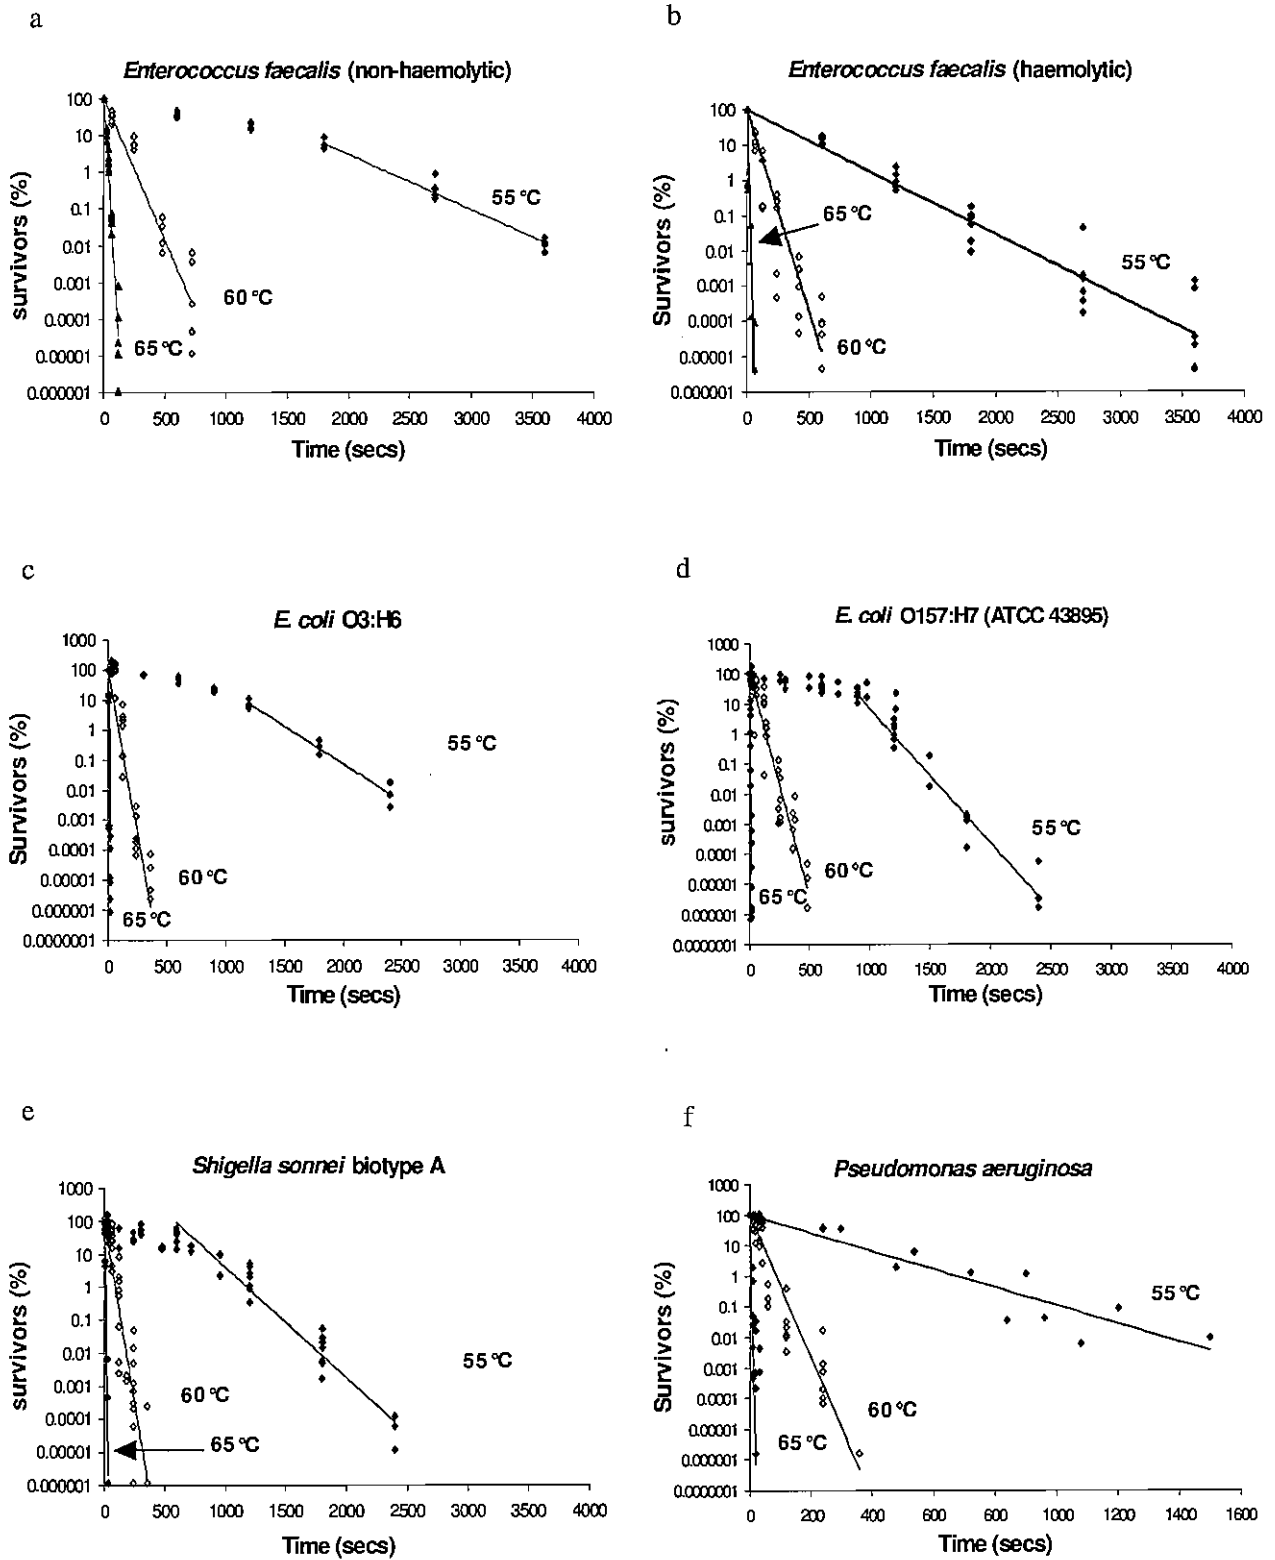 a
Enterococcus faecalis (non-haemolytic)
survivors (%)
100
10
1
0.1
0.01
0.001
0.0001
0.00001
0.000001
55 °C
60 °C
65 °C
0 500 1000 1500 2000 2500 3000 3500 4000
Time (secs)
b
Enterococcus faecalis (haemolytic)
Survivors (%)
100
10
1
0.1
0.01
0.001
0.0001
0.00001
0.000001
65 °C
55 °C
60 °C
0 500 1000 1500 2000 2500 3000 3500 4000
Time (secs)
c
E. coli O3:H6
Survivors (%)
1000
100
10
1
0.1
0.01
0.001
0.0001
0.00001
0.000001
0.0000001
55 °C
60 °C
65 °C
0 500 1000 1500 2000 2500 3000 3500 4000
Time (secs)
d
E. coli O157:H7 (ATCC 43895)
survivors (%)
1000
100
10
1
0.1
0.01
0.001
0.0001
0.00001
0.000001
0.0000001
55 °C
60 °C
65 °C
0 500 1000 1500 2000 2500 3000 3500 4000
Time (secs)
e
Shigella sonnei biotype A
survivors (%)
1000
100
10
1
0.1
0.01
0.001
0.0001
0.00001
0.000001
55 °C
60 °C
65 °C
0 500 1000 1500 2000 2500 3000 3500 4000
Time (secs)
f
Pseudomonas aeruginosa
Survivors (%)
1000
100
10
1
0.1
0.01
0.001
0.0001
0.00001
0.000001
0.0000001
55 °C
60 °C
65 °C
0 200 400 600 800 1000 1200 1400 1600
Time (secs)